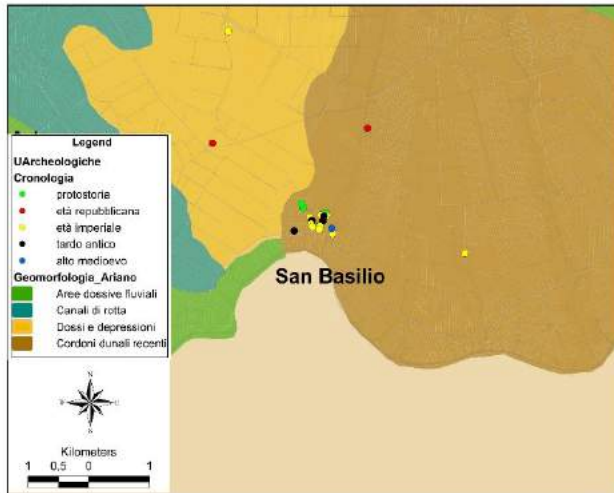 Legend
UArcheologiche
Cronologia
protostoria
età repubblicana
età imperiale
tardo antico
alto medioevo
Geomorfologia_Ariano
Aree dossive fluviali
Canali di rotta
Dossi e depressioni
Cordoni dunali recenti
San Basilio
N
W E
S
Kilometers
1 0,5 0 1